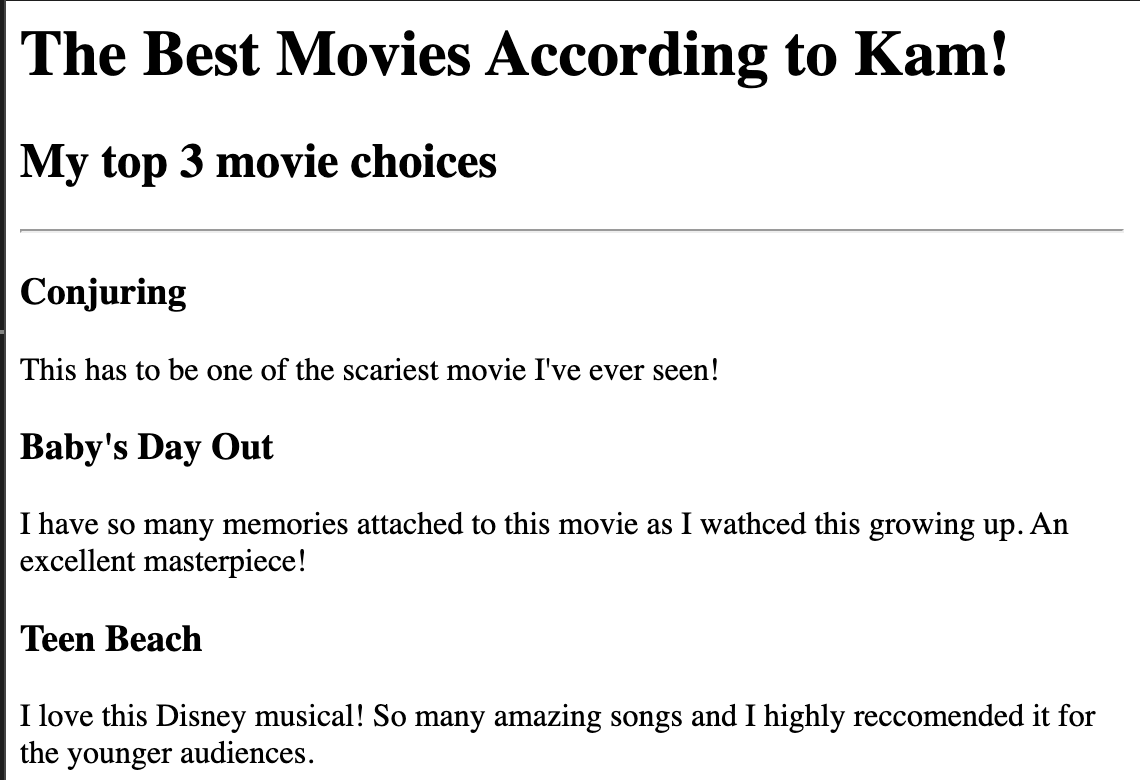 The Best Movies According to Kam!
My top 3 movie choices
Conjuring
This has to be one of the scariest movie I've ever seen!
Baby's Day Out
I have so many memories attached to this movie as I wathced this growing up. An
excellent masterpiece!
Teen Beach
I love this Disney musical! So many amazing songs and I highly reccomended it for
the younger audiences.